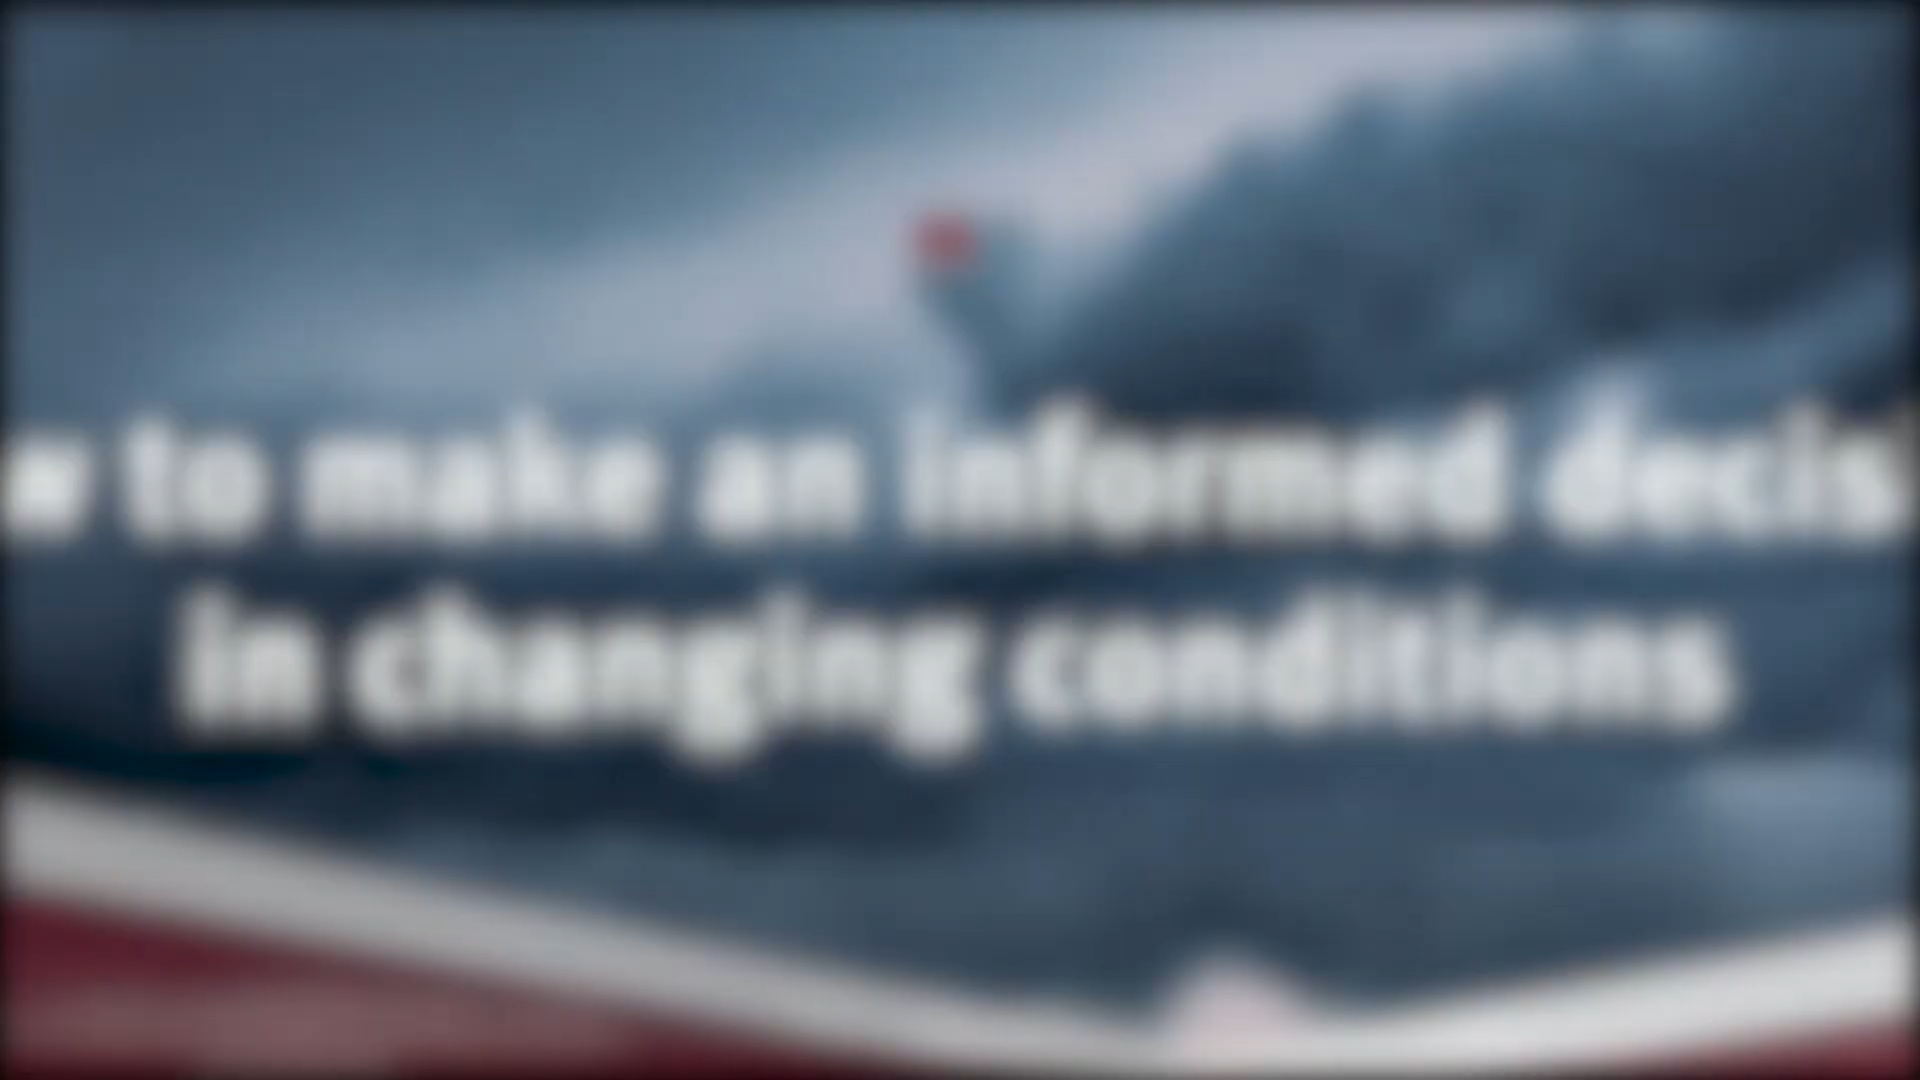 w to make an informed decis
in changing conditions